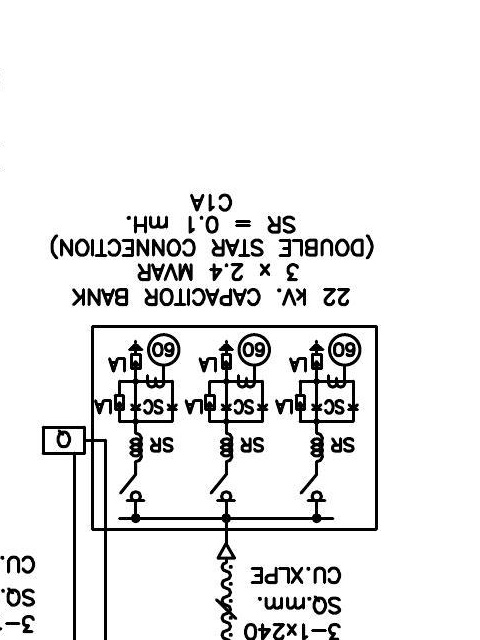 3-1x240
SQ.mm.
CU.XLPE
3-1
SQ.
CU.
Q
SR SR SR
SC LA SC LA SC LA
60 LA 60 LA 60 LA
22 kV. CAPACITOR BANK
3 x 2.4 MVAR
(DOUBLE STAR CONNECTION)
SR = 0.1 mH.
C1A